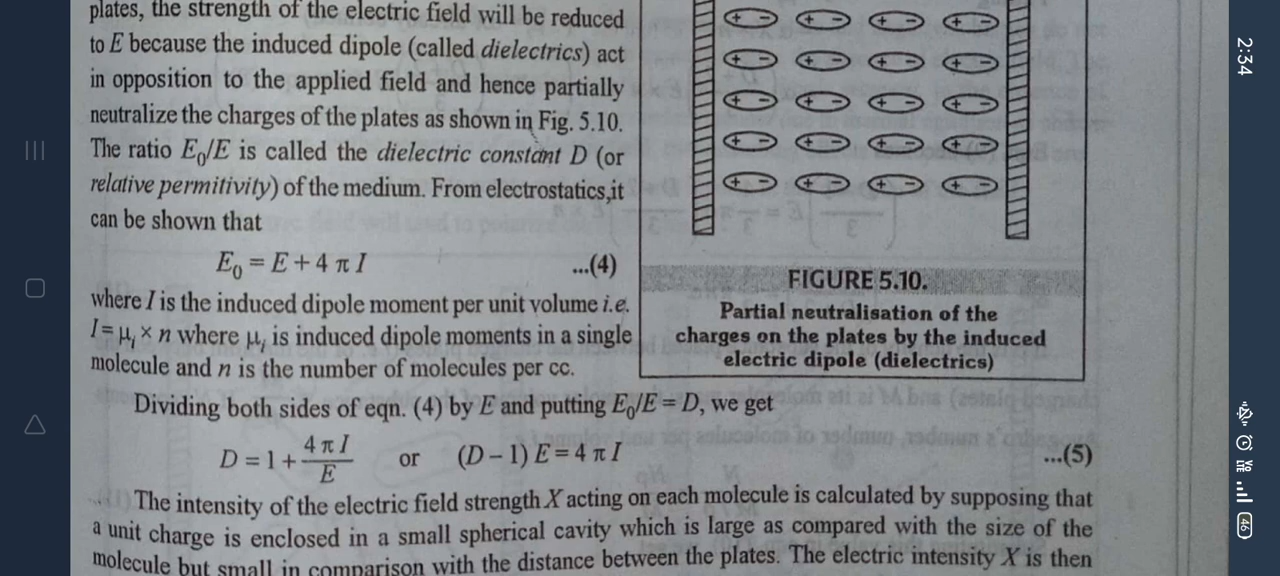 plates, the strength of the electric field will be reduced
to E because the induced dipole (called dielectrics) act
in opposition to the applied field and hence partially
neutralize the charges of the plates as shown in Fig. 5.10.
The ratio E₀/E is called the dielectric constant D (or
relative permitivity) of the medium. From electrostatics,it
can be shown that
E₀ = E + 4 π I ...(4)
where I is the induced dipole moment per unit volume i.e.
I = μᵢ × n where μᵢ is induced dipole moments in a single
molecule and n is the number of molecules per cc.
+ − + − + − + −
+ − + − + − + −
+ − + − + − + −
+ − + − + − + −
+ − + − + − + −
FIGURE 5.10.
Partial neutralisation of the
charges on the plates by the induced
electric dipole (dielectrics)
Dividing both sides of eqn. (4) by E and putting E₀/E = D, we get
D = 1 + 4 π I / E or (D − 1) E = 4 π I ...(5)
The intensity of the electric field strength X acting on each molecule is calculated by supposing that
a unit charge is enclosed in a small spherical cavity which is large as compared with the size of the
molecule but small in comparison with the distance between the plates. The electric intensity X is then
2:34
46